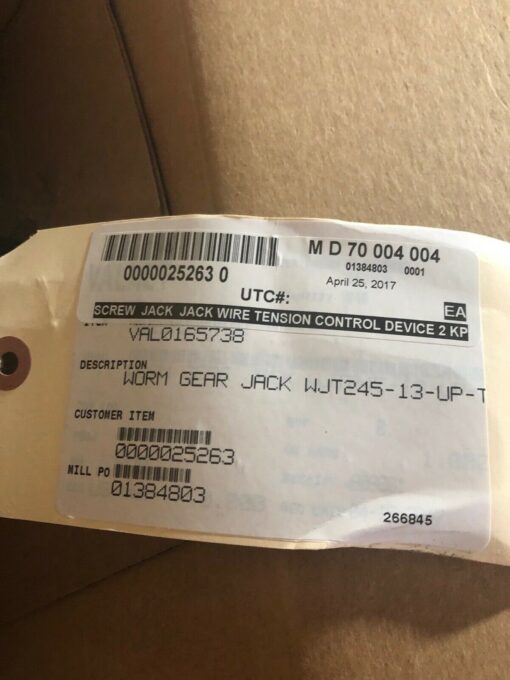 M D 70 004 004
0000025263 0
01384803 0001
April 25, 2017
UTC#:
EA
SCREW JACK JACK WIRE TENSION CONTROL DEVICE 2 KP
VAL0165738
DESCRIPTION
WORM GEAR JACK WJT245-13-UP-T
CUSTOMER ITEM
0000025263
MILL PO
01384803
266845